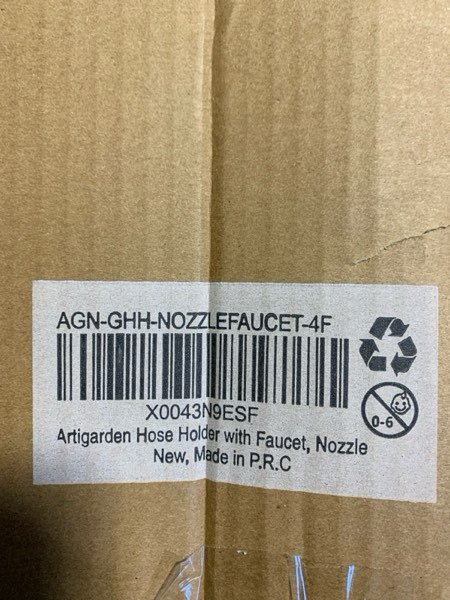 AGN-GHH-NOZZLEFAUCET-4F
X0043N9ESF
0-6
Artigarden Hose Holder with Faucet, Nozzle
New, Made in P.R.C